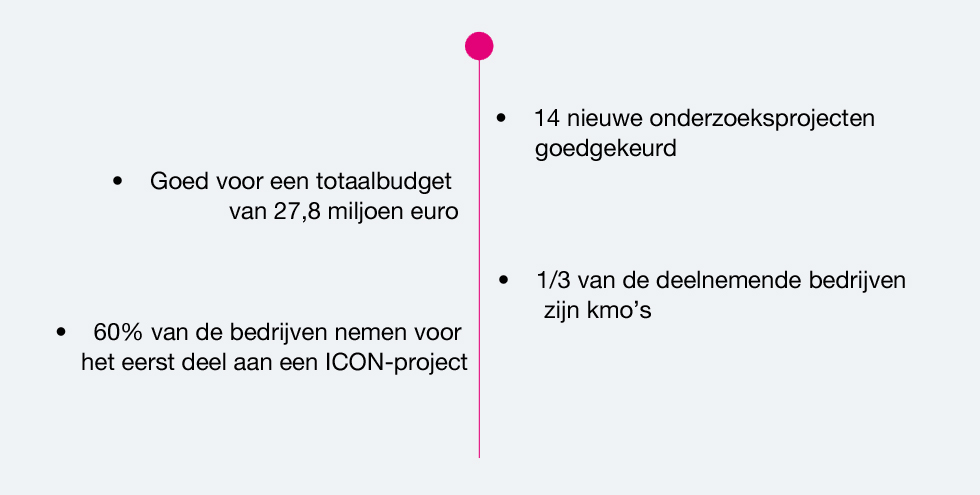 • 14 nieuwe onderzoeksprojecten
goedgekeurd
• Goed voor een totaalbudget
van 27,8 miljoen euro
• 1/3 van de deelnemende bedrijven
zijn kmo’s
• 60% van de bedrijven nemen voor
het eerst deel aan een ICON-project